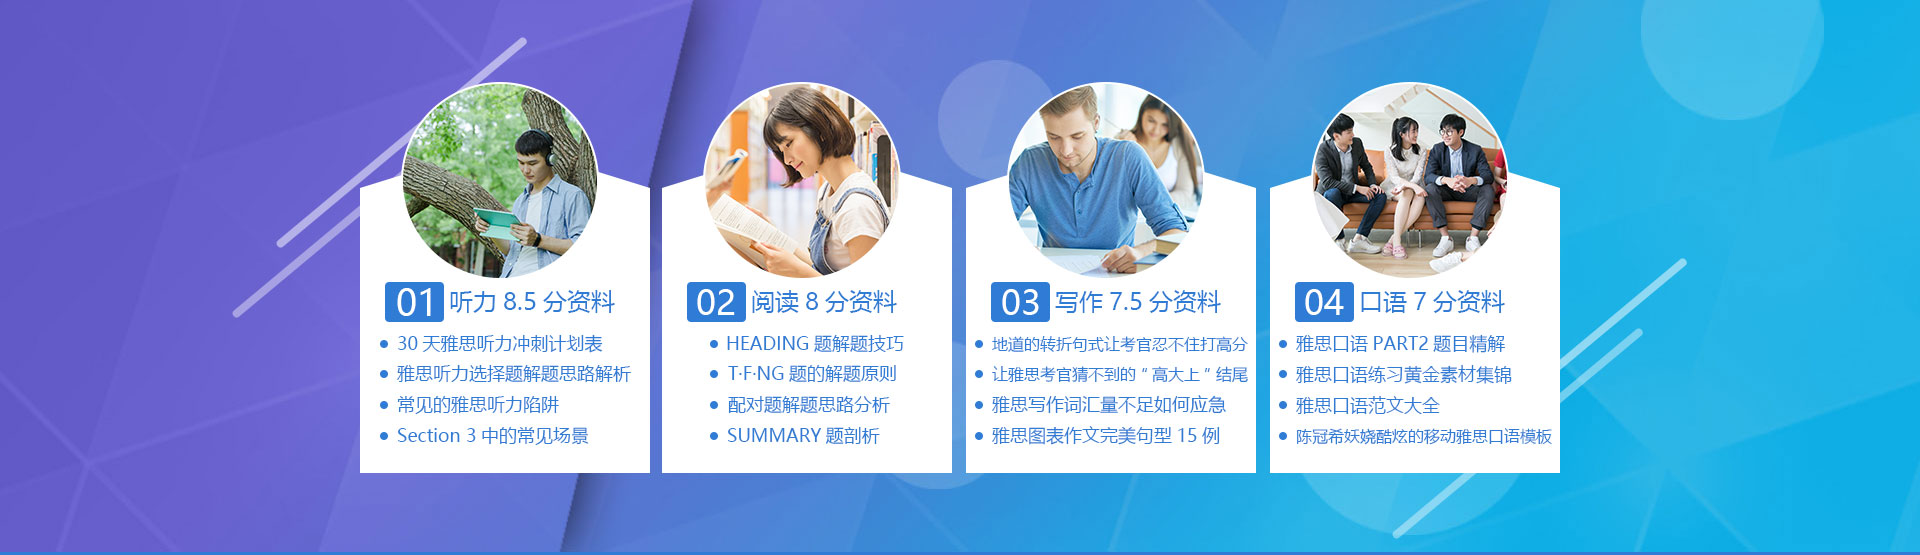 01 听力 8.5 分资料
30 天雅思听力冲刺计划表
雅思听力选择题解题思路解析
常见的雅思听力陷阱
Section 3 中的常见场景
02 阅读 8 分资料
HEADING 题解题技巧
T·F·NG 题的解题原则
配对题解题思路分析
SUMMARY 题剖析
03 写作 7.5 分资料
地道的转折句式让考官忍不住打高分
让雅思考官猜不到的 “ 高大上 ” 结尾
雅思写作词汇量不足如何应急
雅思图表作文完美句型 15 例
04 口语 7 分资料
雅思口语 PART2 题目精解
雅思口语练习黄金素材集锦
雅思口语范文大全
陈冠希妖娆酷炫的移动雅思口语模板